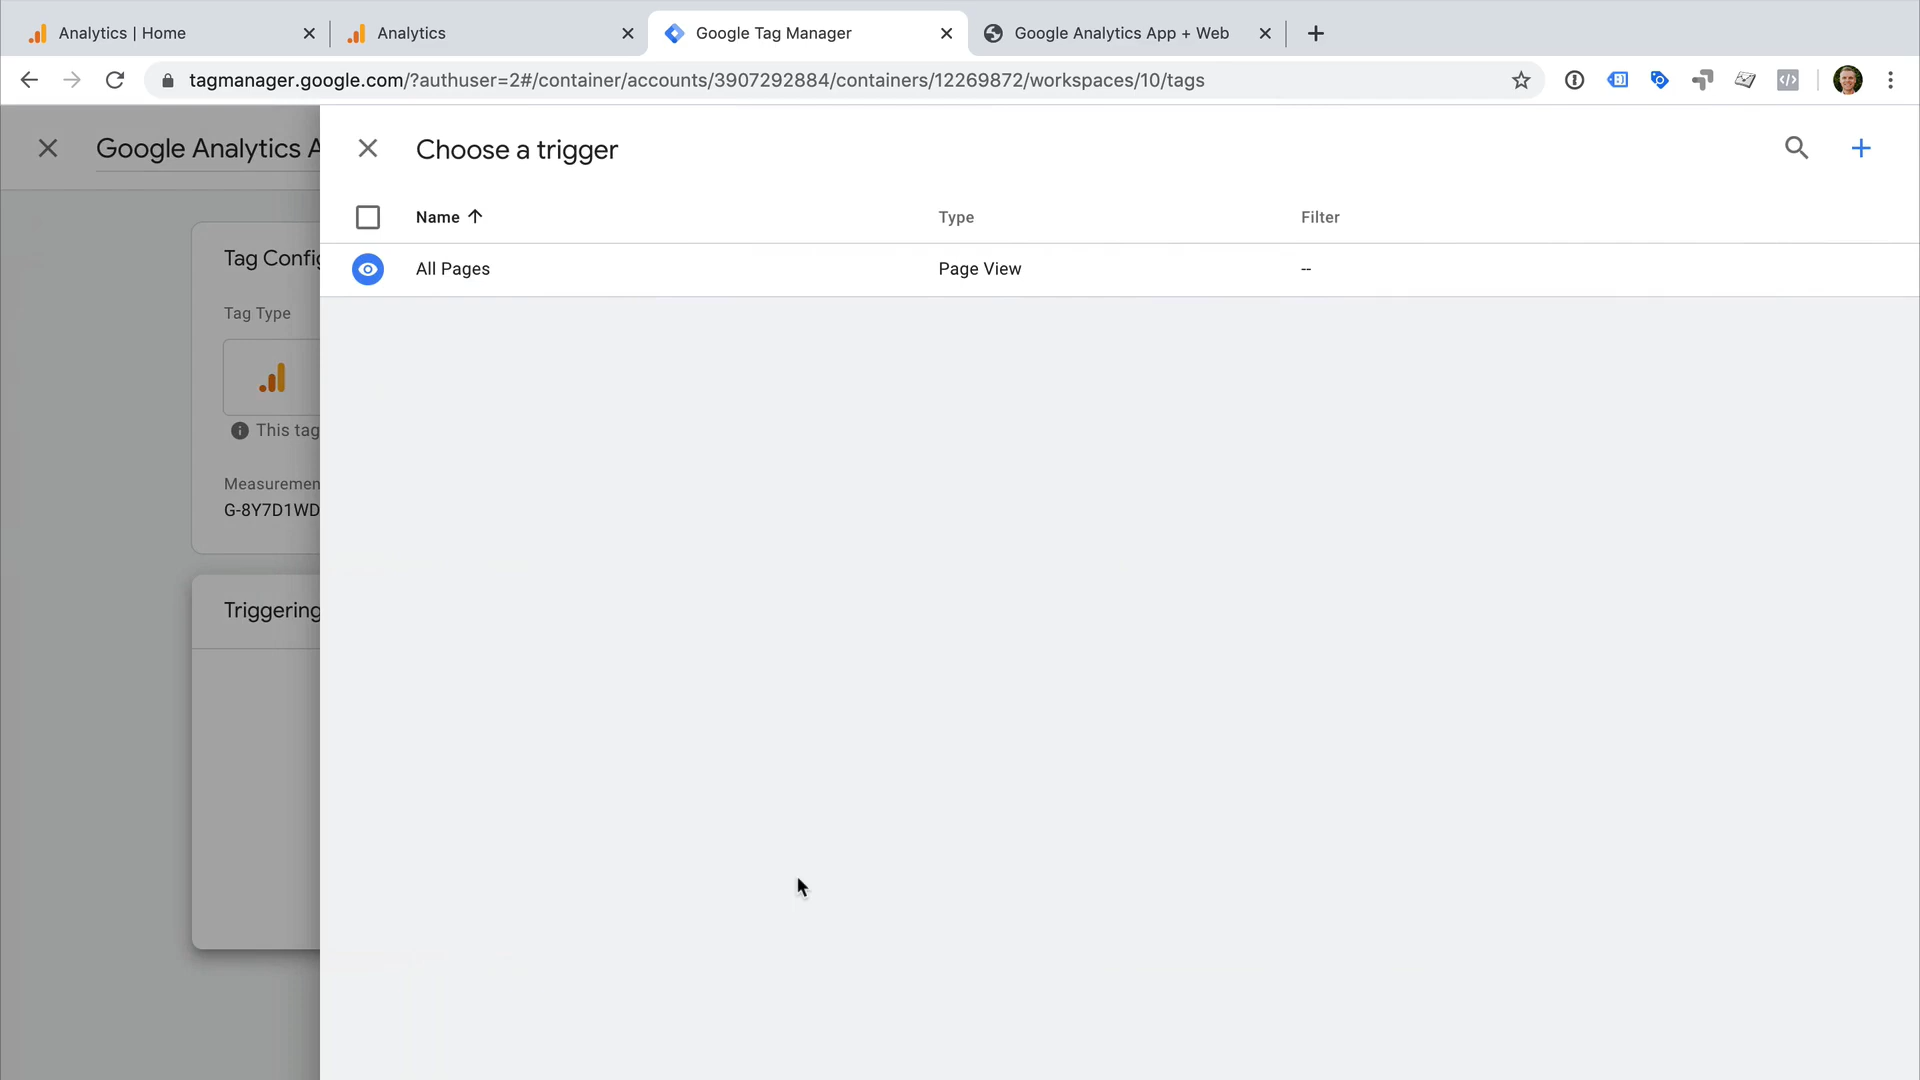 Analytics | Home
Analytics
Google Tag Manager
Google Analytics App + Web
tagmanager.google.com/?authuser=2#/container/accounts/3907292884/containers/12269872/workspaces/10/tags
Google Analytics A
Choose a trigger
Name Type Filter
All Pages Page View --
Tag Config
Tag Type
This tag
Measuremen
G-8Y7D1WD
Triggering